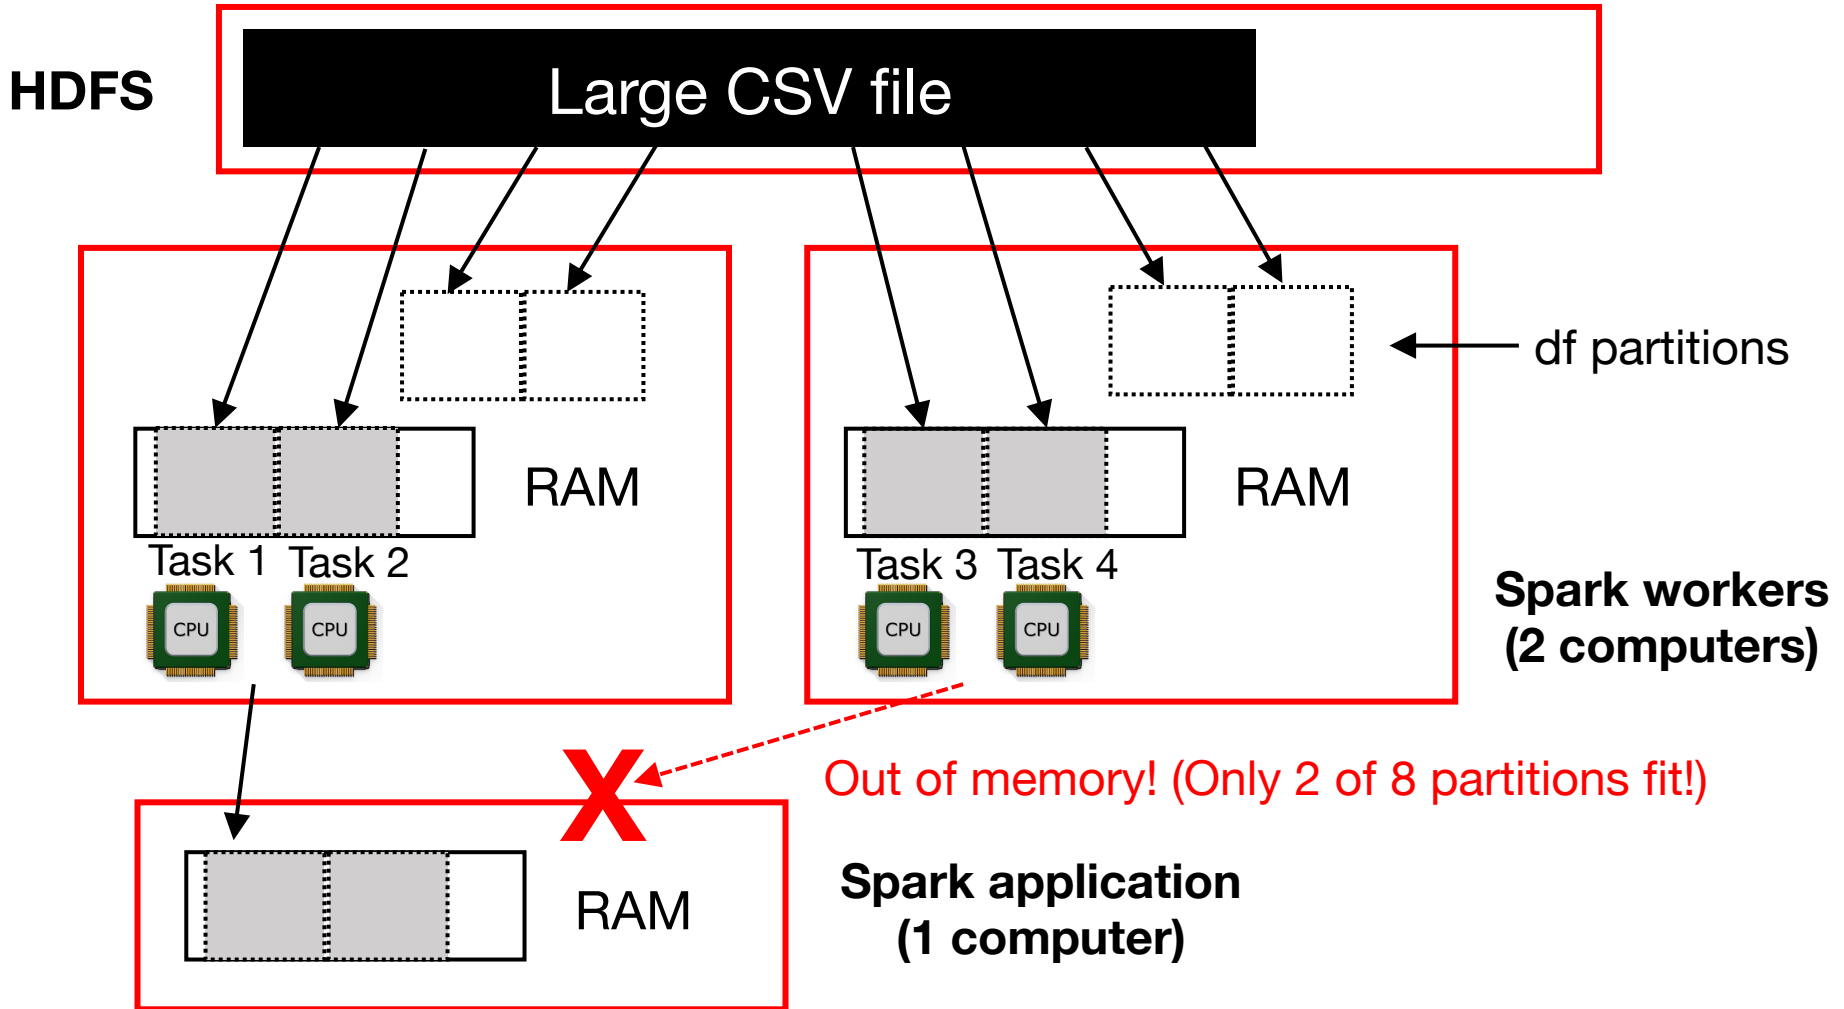 HDFS
Large CSV file
df partitions
RAM
RAM
Task 1
Task 2
Task 3
Task 4
CPU
CPU
CPU
CPU
Spark workers
(2 computers)
X
Out of memory! (Only 2 of 8 partitions fit!)
RAM
Spark application
(1 computer)